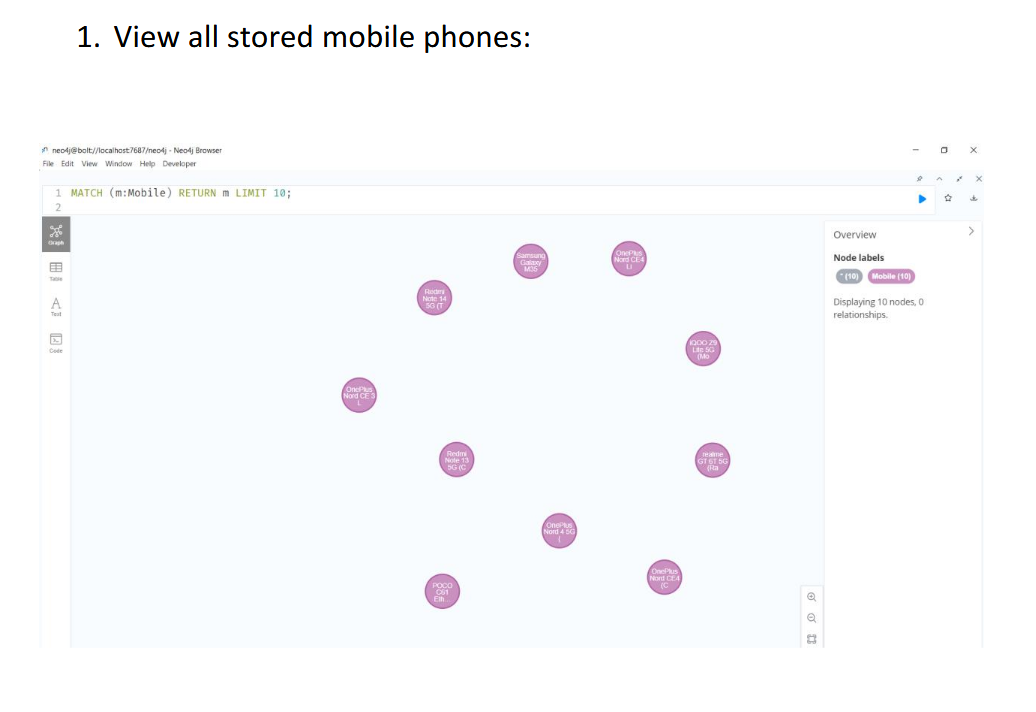 1. View all stored mobile phones:
neo4j@bolt://localhost:7687/neo4j - Neo4j Browser
File Edit View Window Help Developer
1 MATCH (m:Mobile) RETURN m LIMIT 10;
2
Graph
Table
Text
Code
Samsung
Galaxy
M35
OnePlus
Nord CE4
Li
Redmi
Note 14
5G (T
iQOO Z9
Lite 5G
(Mo
OnePlus
Nord CE 3
L
Redmi
Note 13
5G (C
realme
GT 6T 5G
(Ra
OnePlus
Nord 4 5G
(
OnePlus
Nord CE4
(C
POCO
C61
Eth...
Overview
Node labels
* (10) Mobile (10)
Displaying 10 nodes, 0
relationships.